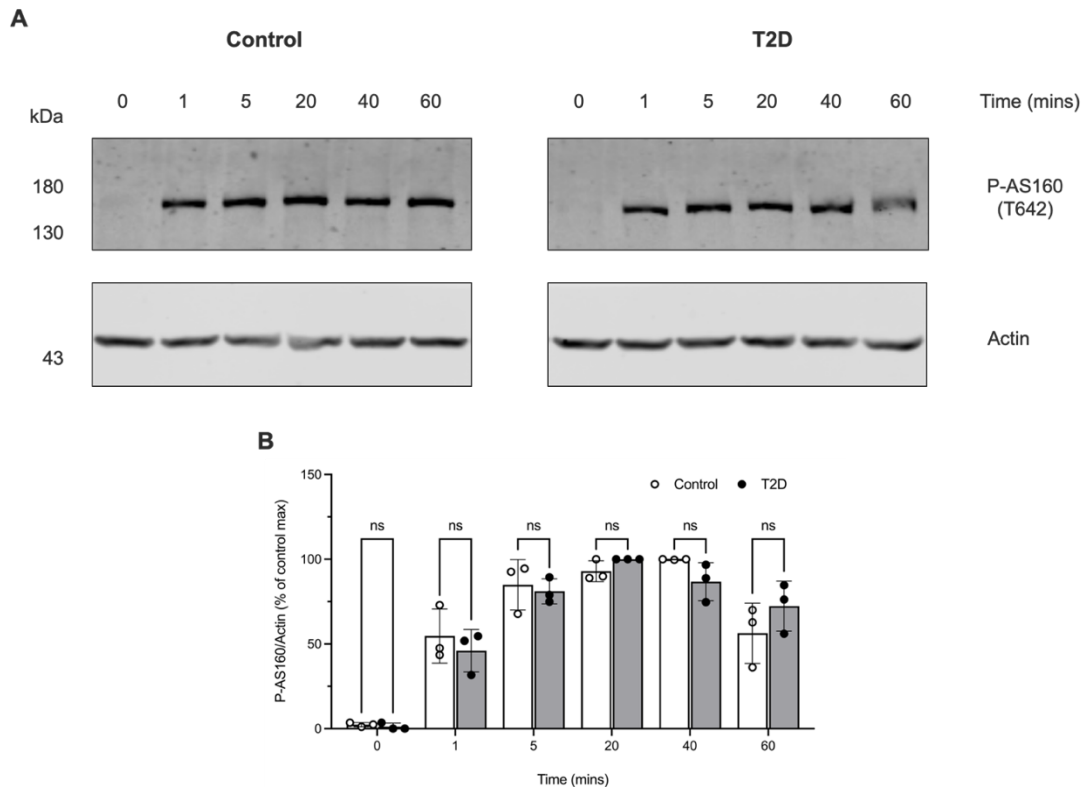 A
Control
T2D
0 1 5 20 40 60
0 1 5 20 40 60
Time (mins)
kDa
180
130
P-AS160
(T642)
43
Actin
B
150
100
50
0
P-AS160/Actin (% of control max)
Control
T2D
ns ns ns ns ns ns
0 1 5 20 40 60
Time (mins)